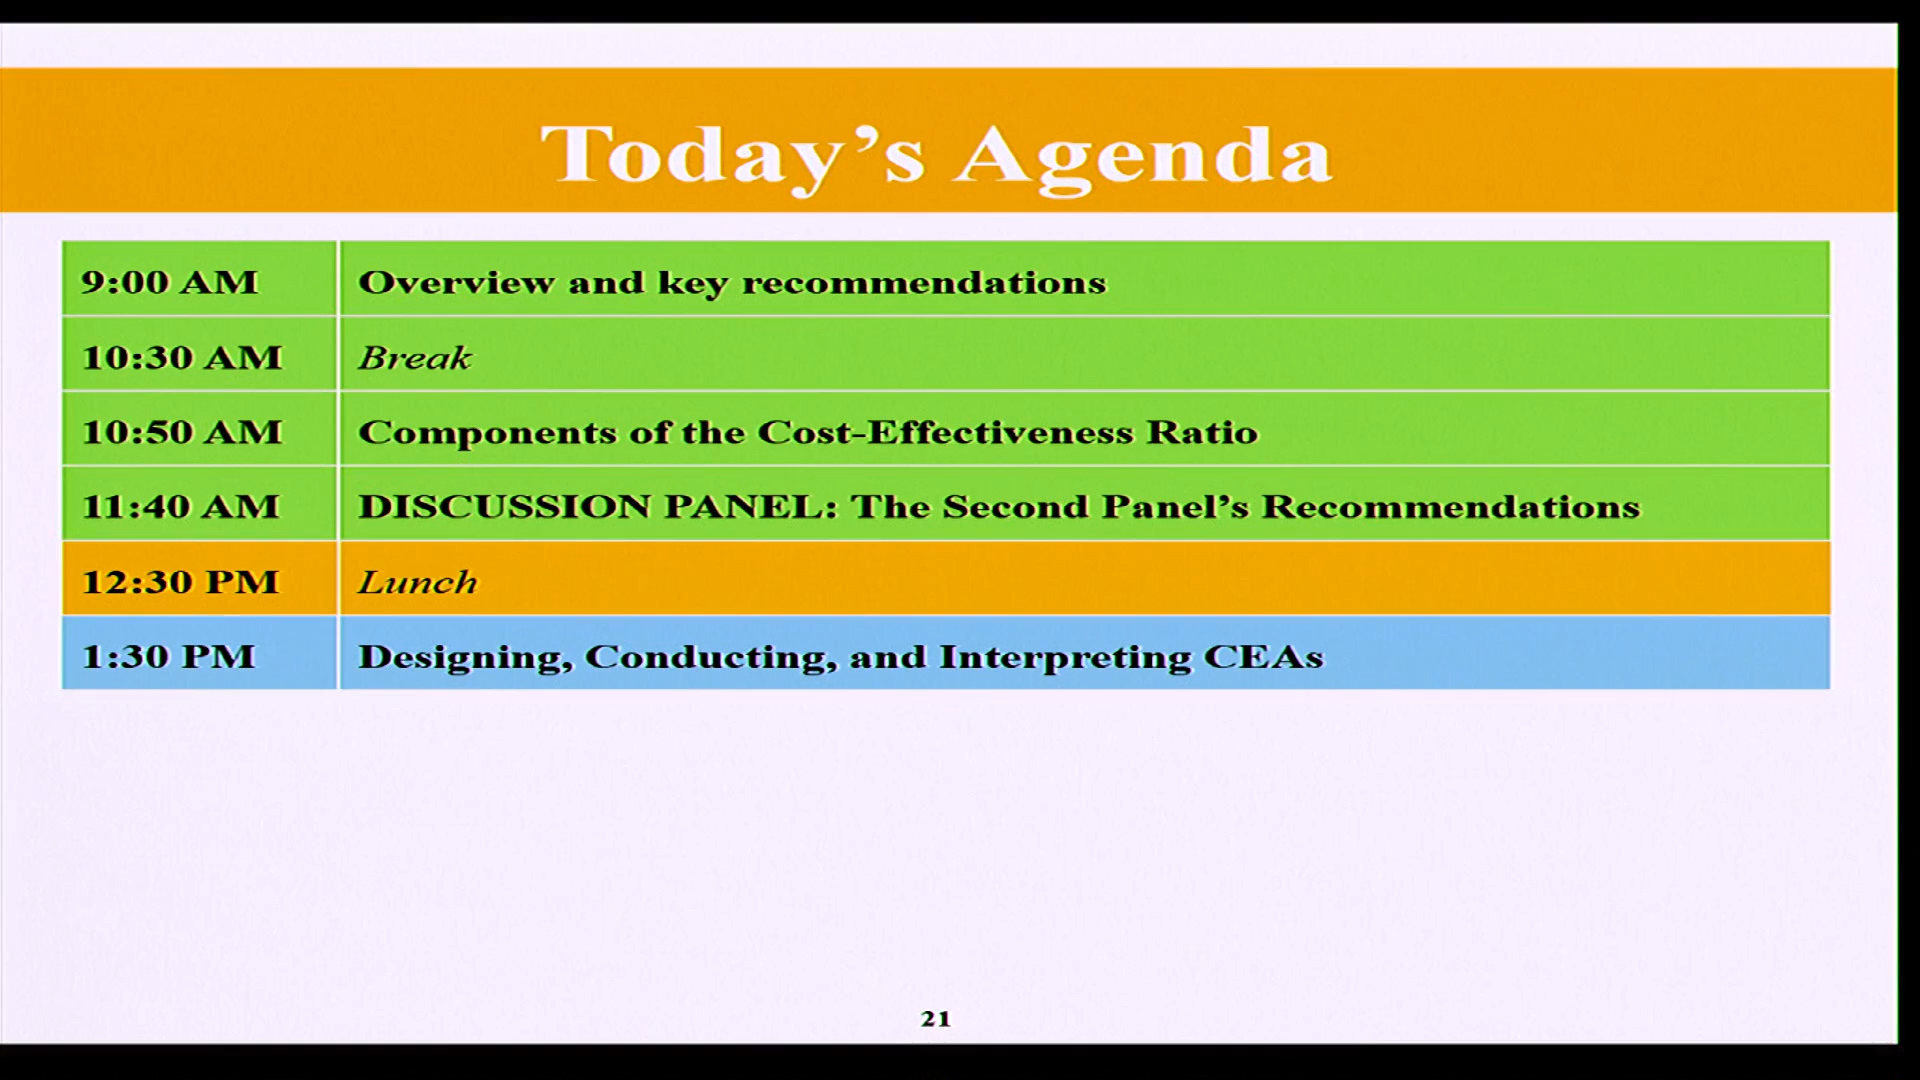 Today’s Agenda
9:00 AM Overview and key recommendations
10:30 AM Break
10:50 AM Components of the Cost-Effectiveness Ratio
11:40 AM DISCUSSION PANEL: The Second Panel’s Recommendations
12:30 PM Lunch
1:30 PM Designing, Conducting, and Interpreting CEAs
21